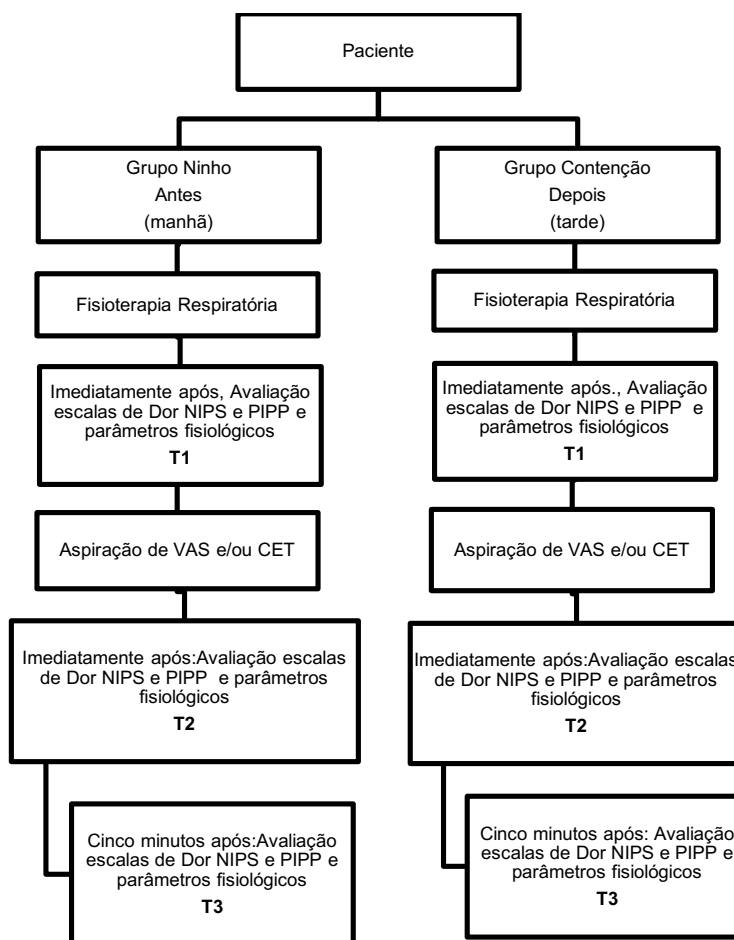 Paciente
Grupo Ninho
Antes
(manhã)
Fisioterapia Respiratória
Imediatamente após, Avaliação
escalas de Dor NIPS e PIPP e
parâmetros fisiológicos
T1
Aspiração de VAS e/ou CET
Imediatamente após:Avaliação escalas
de Dor NIPS e PIPP e parâmetros
fisiológicos
T2
Cinco minutos após:Avaliação
escalas de Dor NIPS e PIPP e
parâmetros fisiológicos
T3
Grupo Contenção
Depois
(tarde)
Fisioterapia Respiratória
Imediatamente após., Avaliação
escalas de Dor NIPS e PIPP e
parâmetros fisiológicos
T1
Aspiração de VAS e/ou CET
Imediatamente após:Avaliação escalas
de Dor NIPS e PIPP e parâmetros
fisiológicos
T2
Cinco minutos após: Avaliação
escalas de Dor NIPS e PIPP e
parâmetros fisiológicos
T3